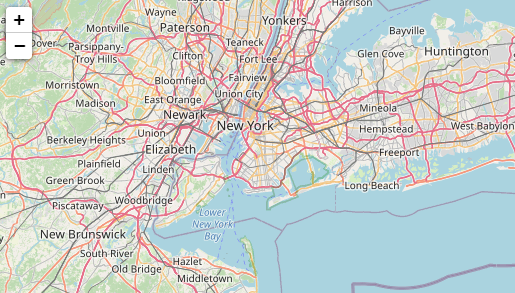 Harrison
Wayne
Yonkers
+
Montville
Paterson
Bayville
Dover
Parsippany-
Troy Hills
Teaneck
Huntington
Clifton
Fort Lee
Glen Cove
Bloomfield
Fairview
Morristown
Union City
Madison
East Orange
Mineola
Newark
New York
Hempstead
West Babylon
Union
Berkeley Heights
Elizabeth
Freeport
Plainfield
Linden
Green Brook
Long Beach
Woodbridge
Piscataway
Lower
New York
Bay
New Brunswick
South River
Hazlet
Old Bridge
Middletown
−